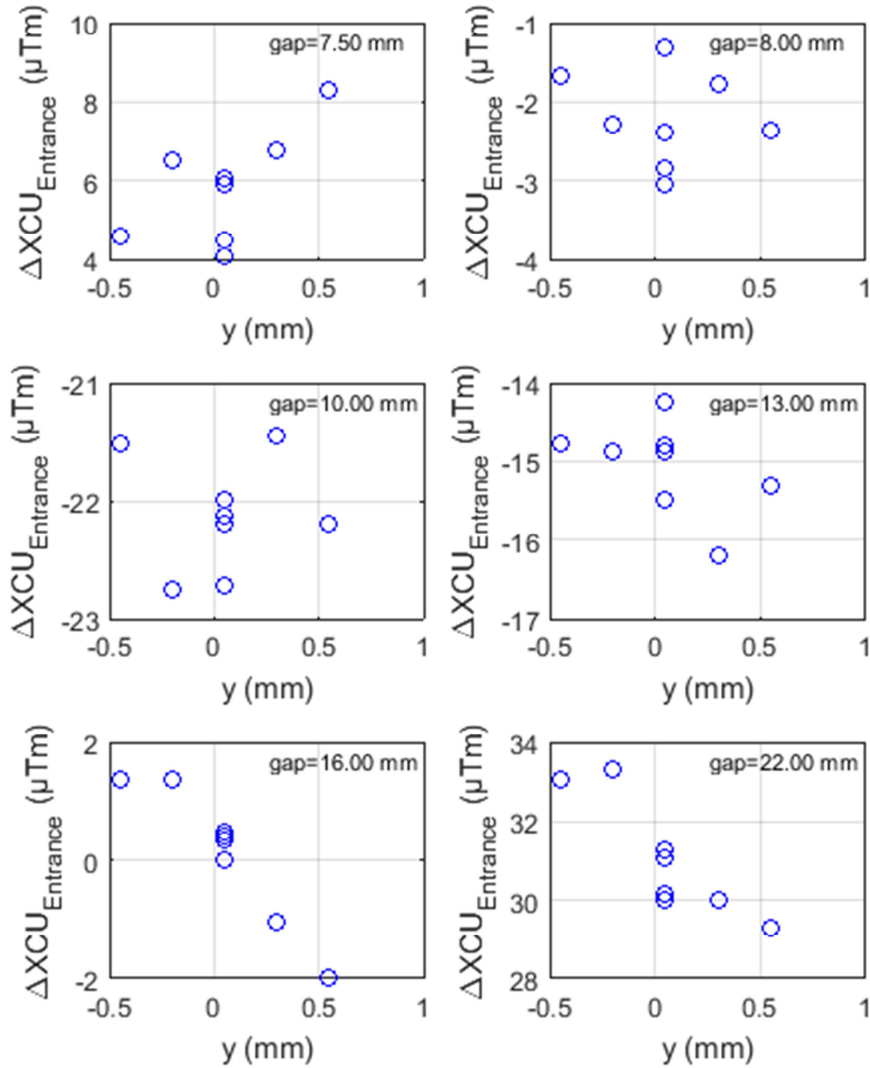 10
8
6
4
-0.5
0
0.5
1
y (mm)
ΔXCU_Entrance (μTm)
gap=7.50 mm
-1
-2
-3
-4
-0.5
0
0.5
1
y (mm)
ΔXCU_Entrance (μTm)
gap=8.00 mm
-21
-22
-23
-0.5
0
0.5
1
y (mm)
ΔXCU_Entrance (μTm)
gap=10.00 mm
-14
-15
-16
-17
-0.5
0
0.5
1
y (mm)
ΔXCU_Entrance (μTm)
gap=13.00 mm
2
0
-2
-0.5
0
0.5
1
y (mm)
ΔXCU_Entrance (μTm)
gap=16.00 mm
34
32
30
28
-0.5
0
0.5
1
y (mm)
ΔXCU_Entrance (μTm)
gap=22.00 mm